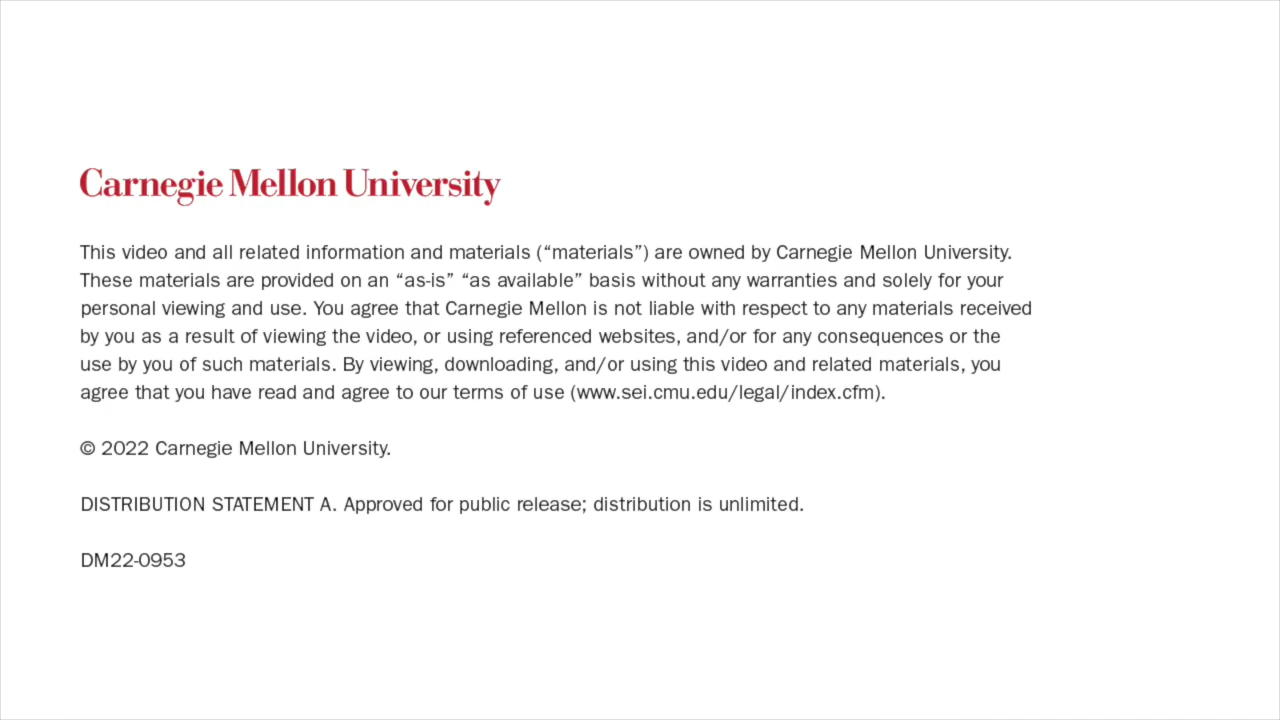 Carnegie Mellon University
This video and all related information and materials (“materials”) are owned by Carnegie Mellon University.
These materials are provided on an “as-is” “as available” basis without any warranties and solely for your
personal viewing and use. You agree that Carnegie Mellon is not liable with respect to any materials received
by you as a result of viewing the video, or using referenced websites, and/or for any consequences or the
use by you of such materials. By viewing, downloading, and/or using this video and related materials, you
agree that you have read and agree to our terms of use (www.sei.cmu.edu/legal/index.cfm).
© 2022 Carnegie Mellon University.
DISTRIBUTION STATEMENT A. Approved for public release; distribution is unlimited.
DM22-0953